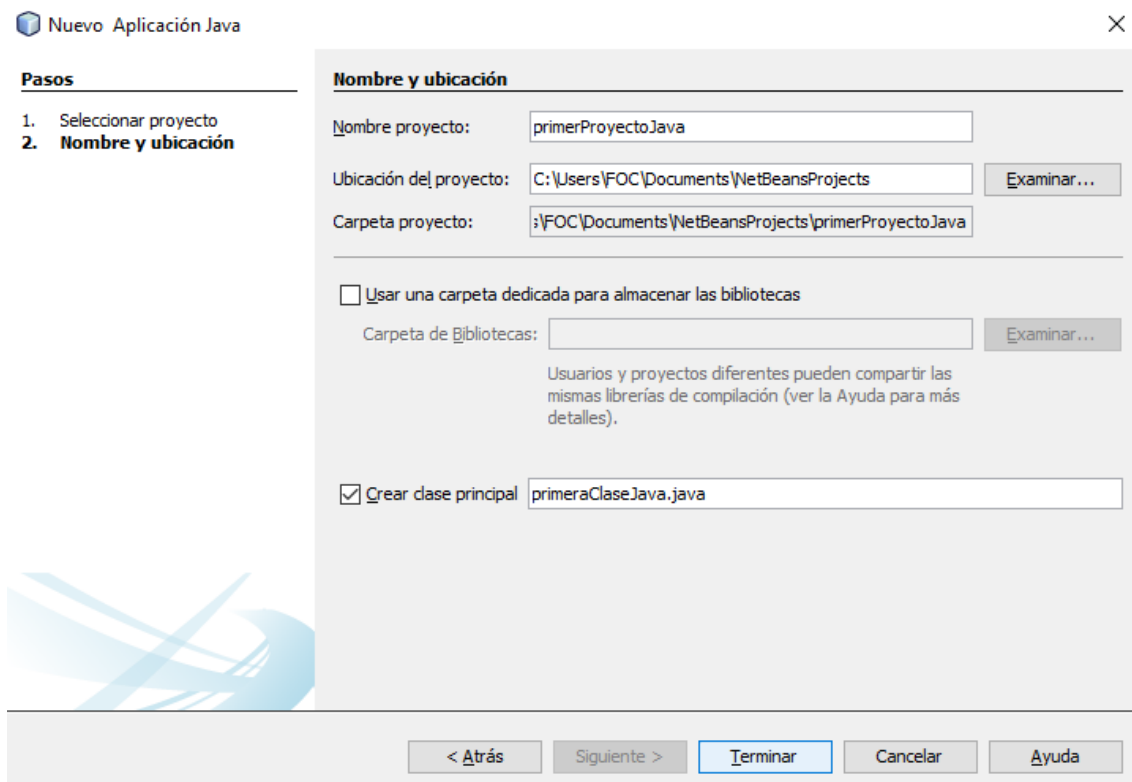 Nuevo Aplicación Java
Pasos
1. Seleccionar proyecto
2. Nombre y ubicación
Nombre y ubicación
Nombre proyecto: primerProyectoJava
Ubicación del proyecto: C:\Users\FOC\Documents\NetBeansProjects Examinar...
Carpeta proyecto: s\FOC\Documents\NetBeansProjects\primerProyectoJava
Usar una carpeta dedicada para almacenar las bibliotecas
Carpeta de Bibliotecas: Examinar...
Usuarios y proyectos diferentes pueden compartir las
mismas librerías de compilación (ver la Ayuda para más
detalles).
Crear clase principal primeraClaseJava.java
< Atrás Siguiente > Terminar Cancelar Ayuda